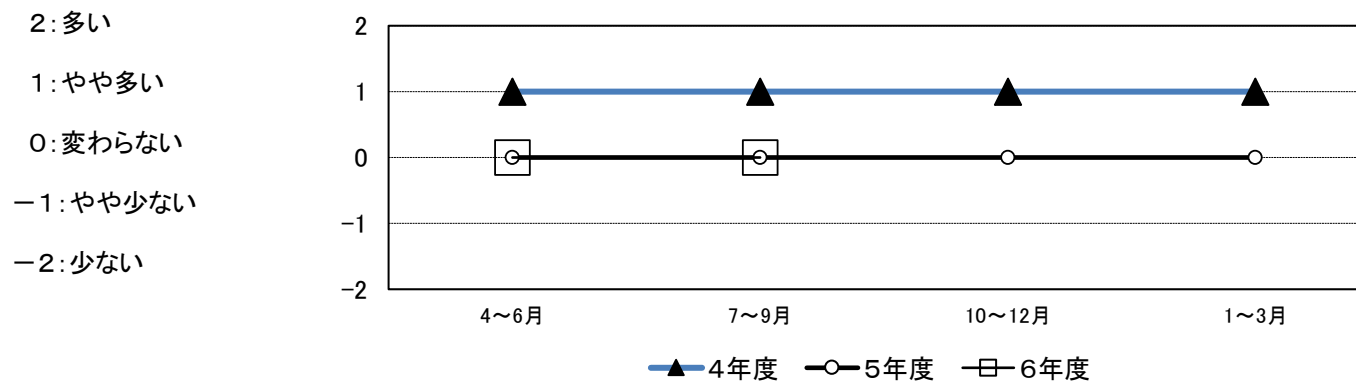 ２：多い
１：やや多い
０：変わらない
－１：やや少ない
－２：少ない
2
1
0
-1
-2
4～6月
7～9月
10～12月
1～3月
４年度
５年度
６年度